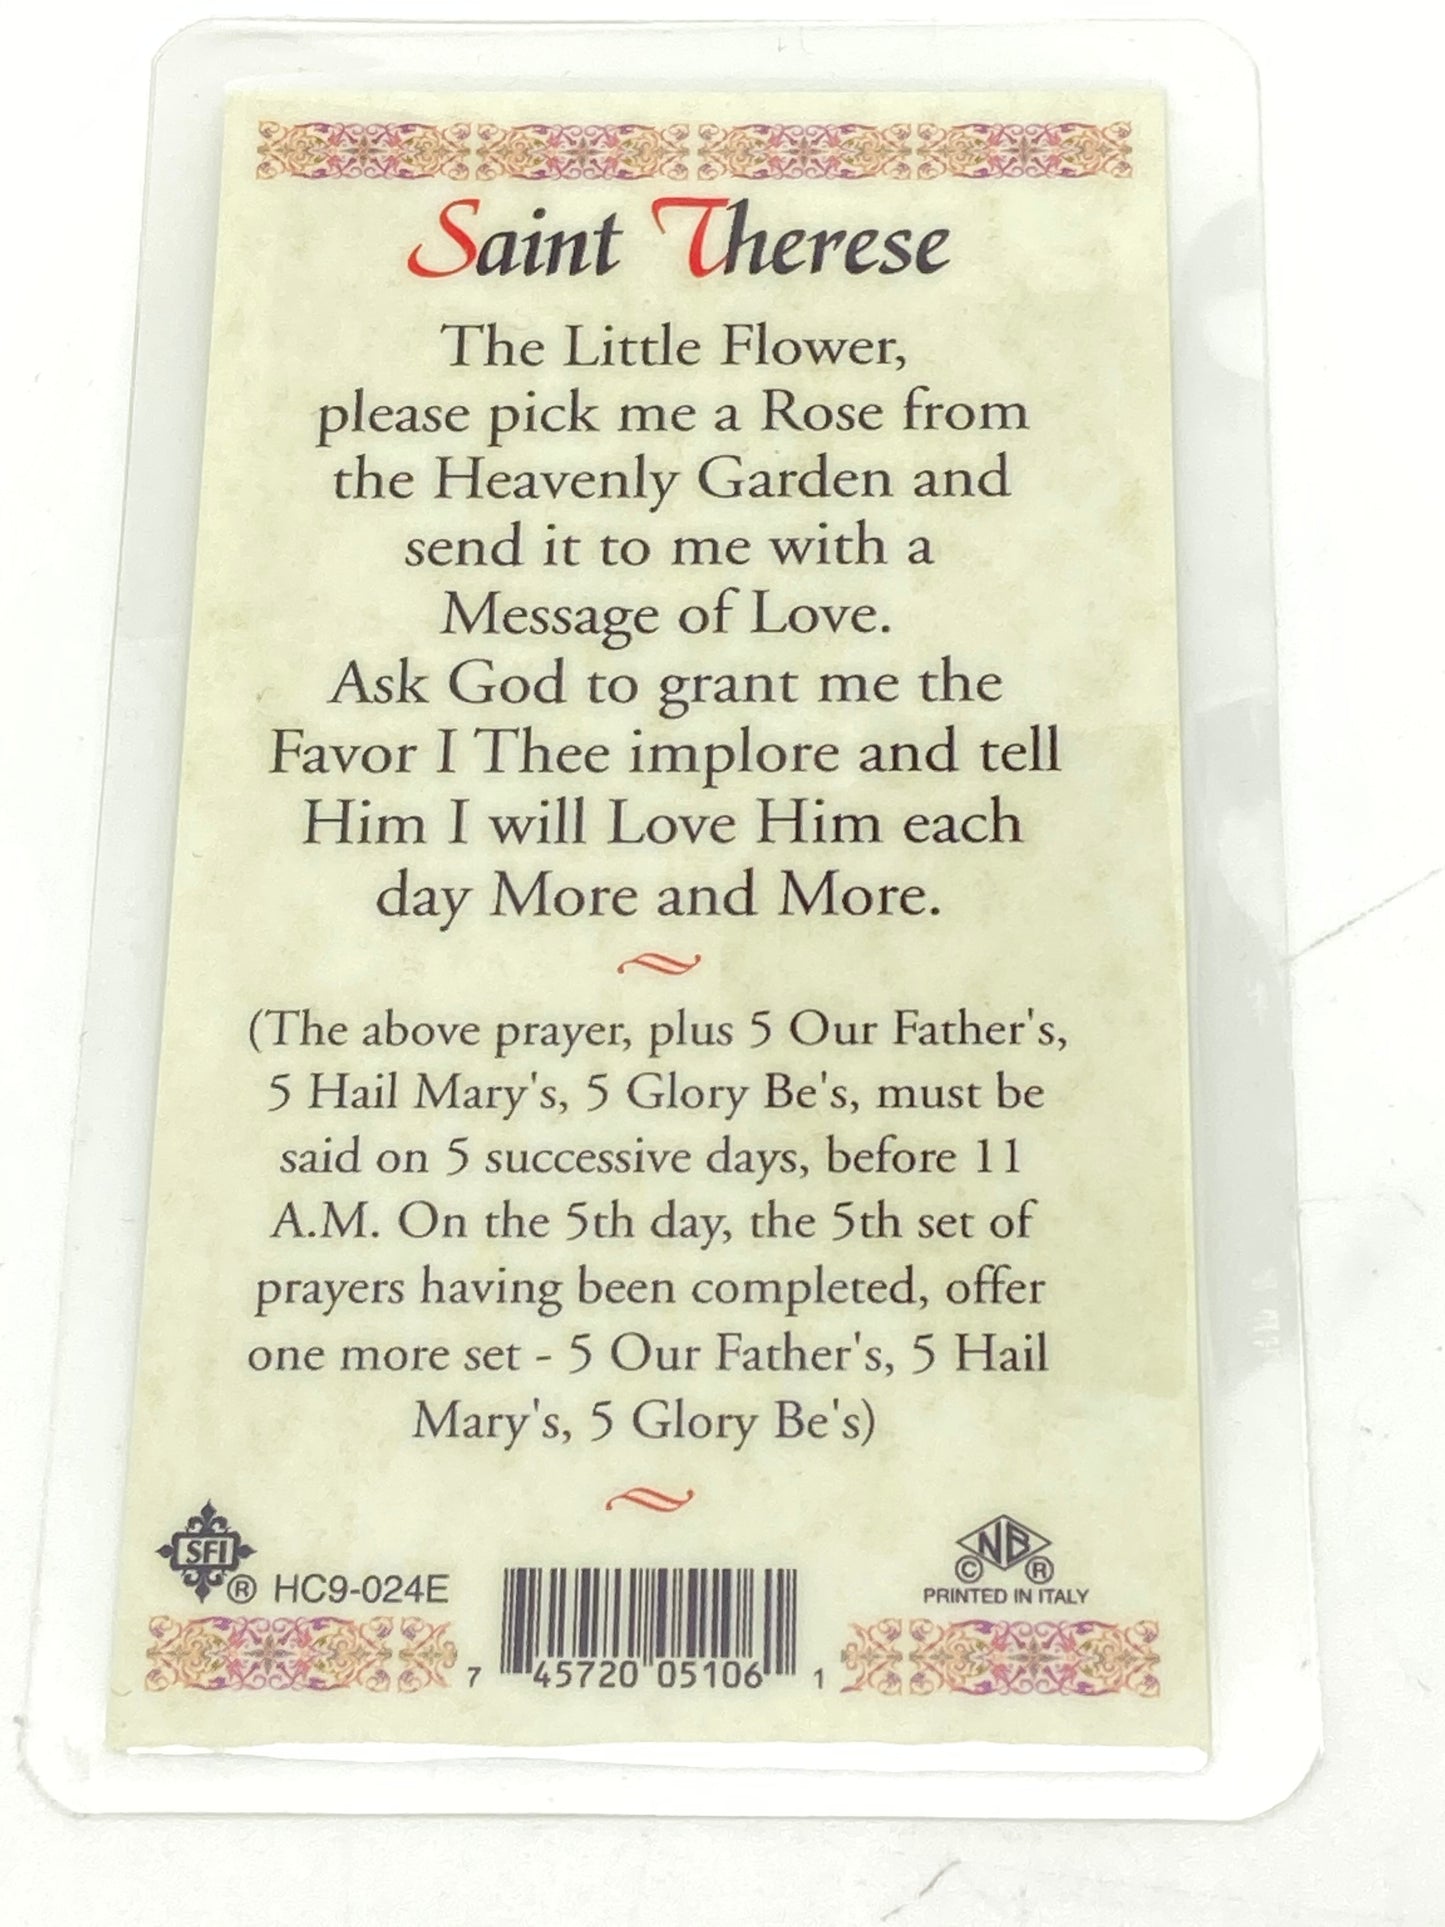 Saint Therese
The Little Flower,
please pick me a Rose from
the Heavenly Garden and
send it to me with a
Message of Love.
Ask God to grant me the
Favor I Thee implore and tell
Him I will Love Him each
day More and More.
(The above prayer, plus 5 Our Father's,
5 Hail Mary's, 5 Glory Be's, must be
said on 5 successive days, before 11
A.M. On the 5th day, the 5th set of
prayers having been completed, offer
one more set - 5 Our Father's, 5 Hail
Mary's, 5 Glory Be's)
SFI
® HC9-024E
NB
© ®
PRINTED IN ITALY
7 45720 05106 1